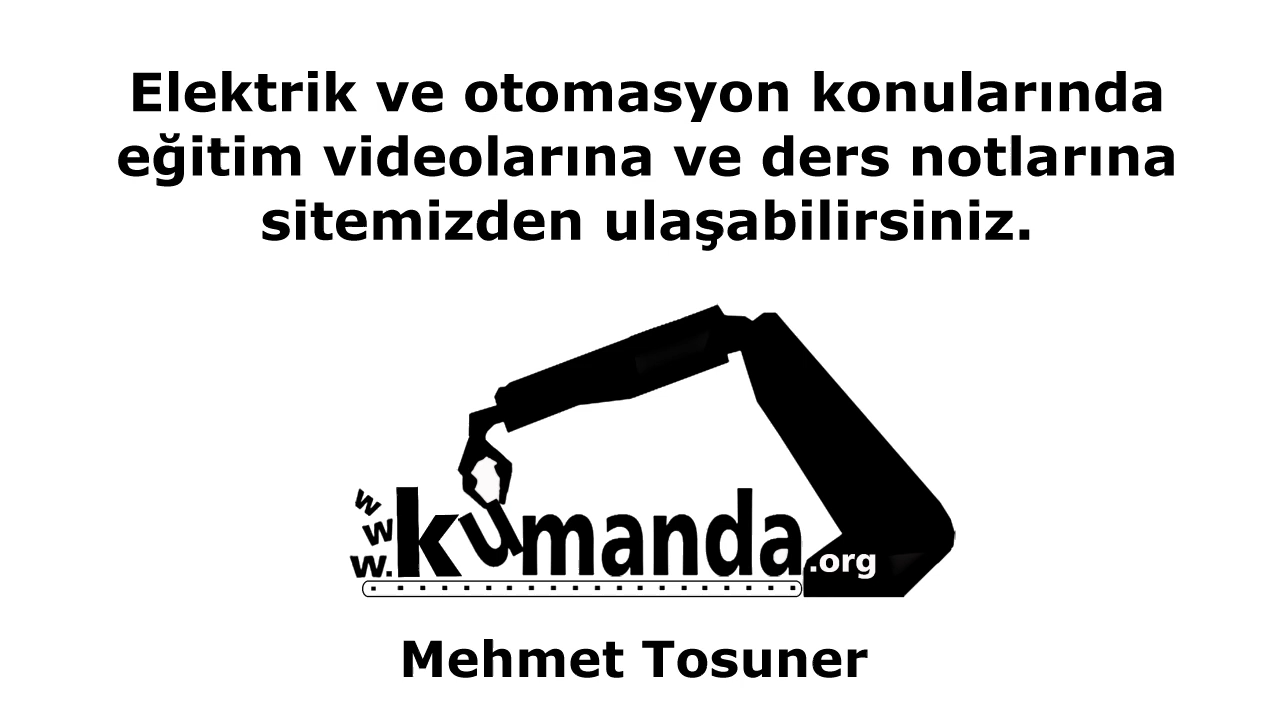 Elektrik ve otomasyon konularında
eğitim videolarına ve ders notlarına
sitemizden ulaşabilirsiniz.
www.kumanda.org
Mehmet Tosuner